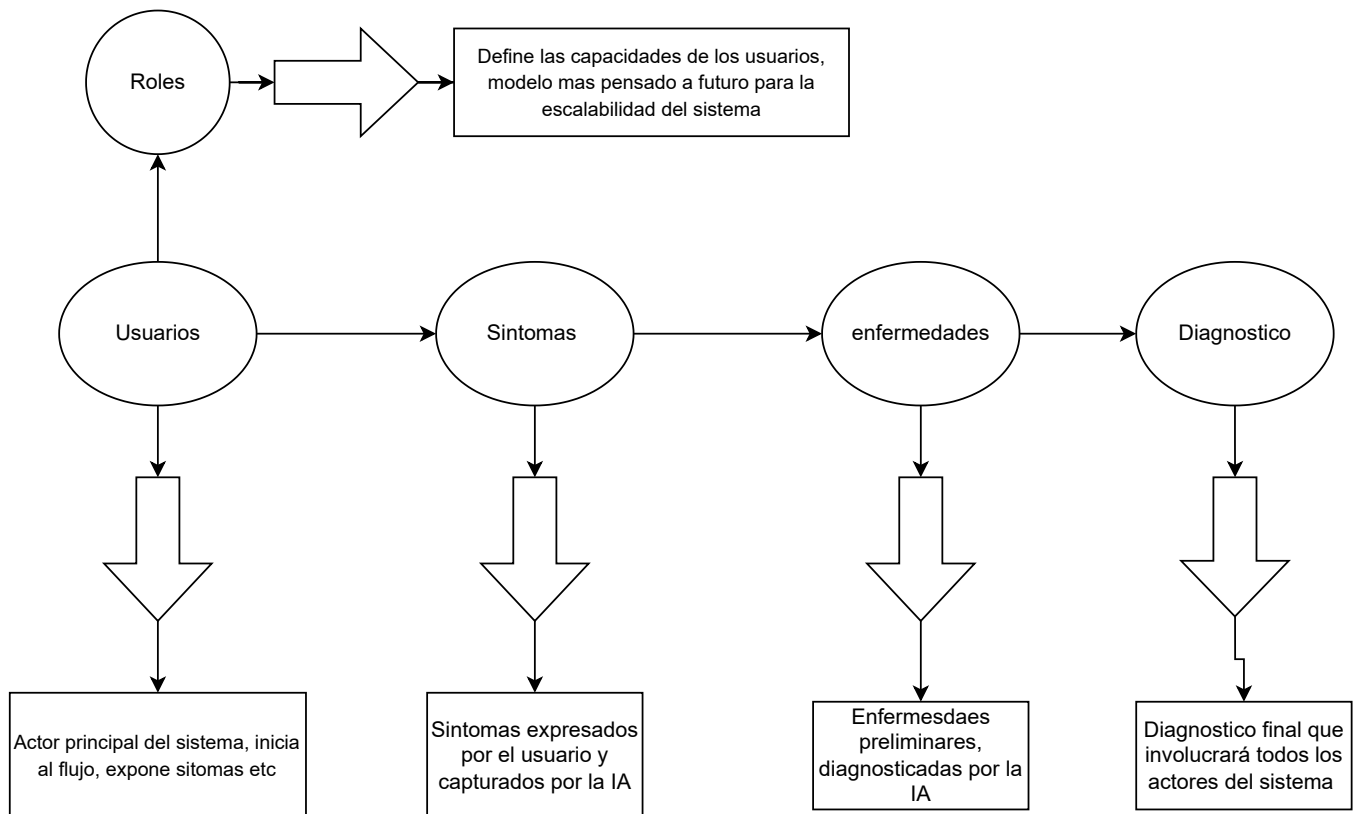 Roles
Define las capacidades de los usuarios,
modelo mas pensado a futuro para la
escalabilidad del sistema
Usuarios
Sintomas
enfermedades
Diagnostico
Actor principal del sistema, inicia
al flujo, expone sitomas etc
Sintomas expresados
por el usuario y
capturados por la IA
Enfermesdaes
preliminares,
diagnosticadas por la
IA
Diagnostico final que
involucrará todos los
actores del sistema